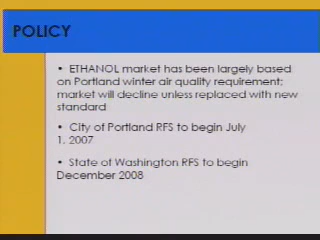 POLICY
• ETHANOL market has been largely based
on Portland winter air quality requirement;
market will decline unless replaced with new
standard
• City of Portland RFS to begin July
1, 2007
• State of Washington RFS to begin
December 2008